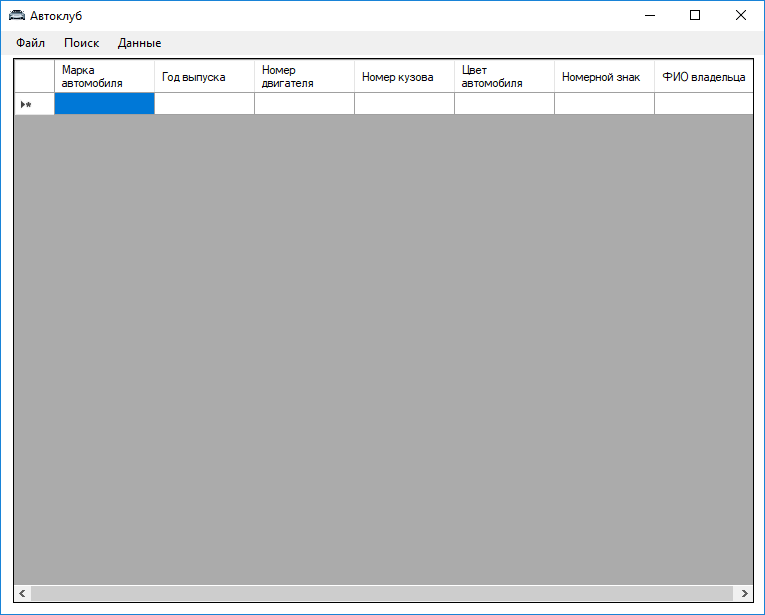 Автоклуб
Файл Поиск Данные
Марка автомобиля Год выпуска Номер двигателя Номер кузова Цвет автомобиля Номерной знак ФИО владельца